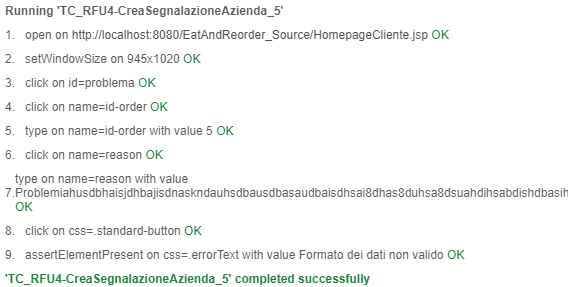 Running 'TC_RFU4-CreaSegnalazioneAzienda_5'
1. open on http://localhost:8080/EatAndReorder_Source/HomepageCliente.jsp OK
2. setWindowSize on 945x1020 OK
3. click on id=problema OK
4. click on name=id-order OK
5. type on name=id-order with value 5 OK
6. click on name=reason OK
type on name=reason with value
7.Problemiahusdbhaisjdhbajisdnaskndauhsdbausdbasaudbaisdhsai8dhas8duhsa8dsuahdihsabdishdbasih
OK
8. click on css=.standard-button OK
9. assertElementPresent on css=.errorText with value Formato dei dati non valido OK
'TC_RFU4-CreaSegnalazioneAzienda_5' completed successfully